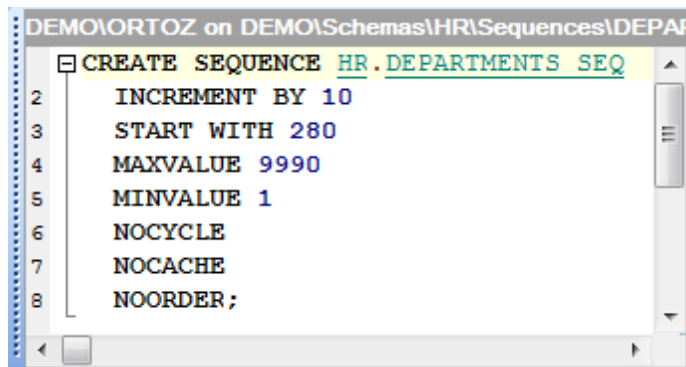 DEMO\ORTOZ on DEMO\Schemas\HR\Sequences\DEPAR
CREATE SEQUENCE HR.DEPARTMENTS_SEQ
2 INCREMENT BY 10
3 START WITH 280
4 MAXVALUE 9990
5 MINVALUE 1
6 NOCYCLE
7 NOCACHE
8 NOORDER;